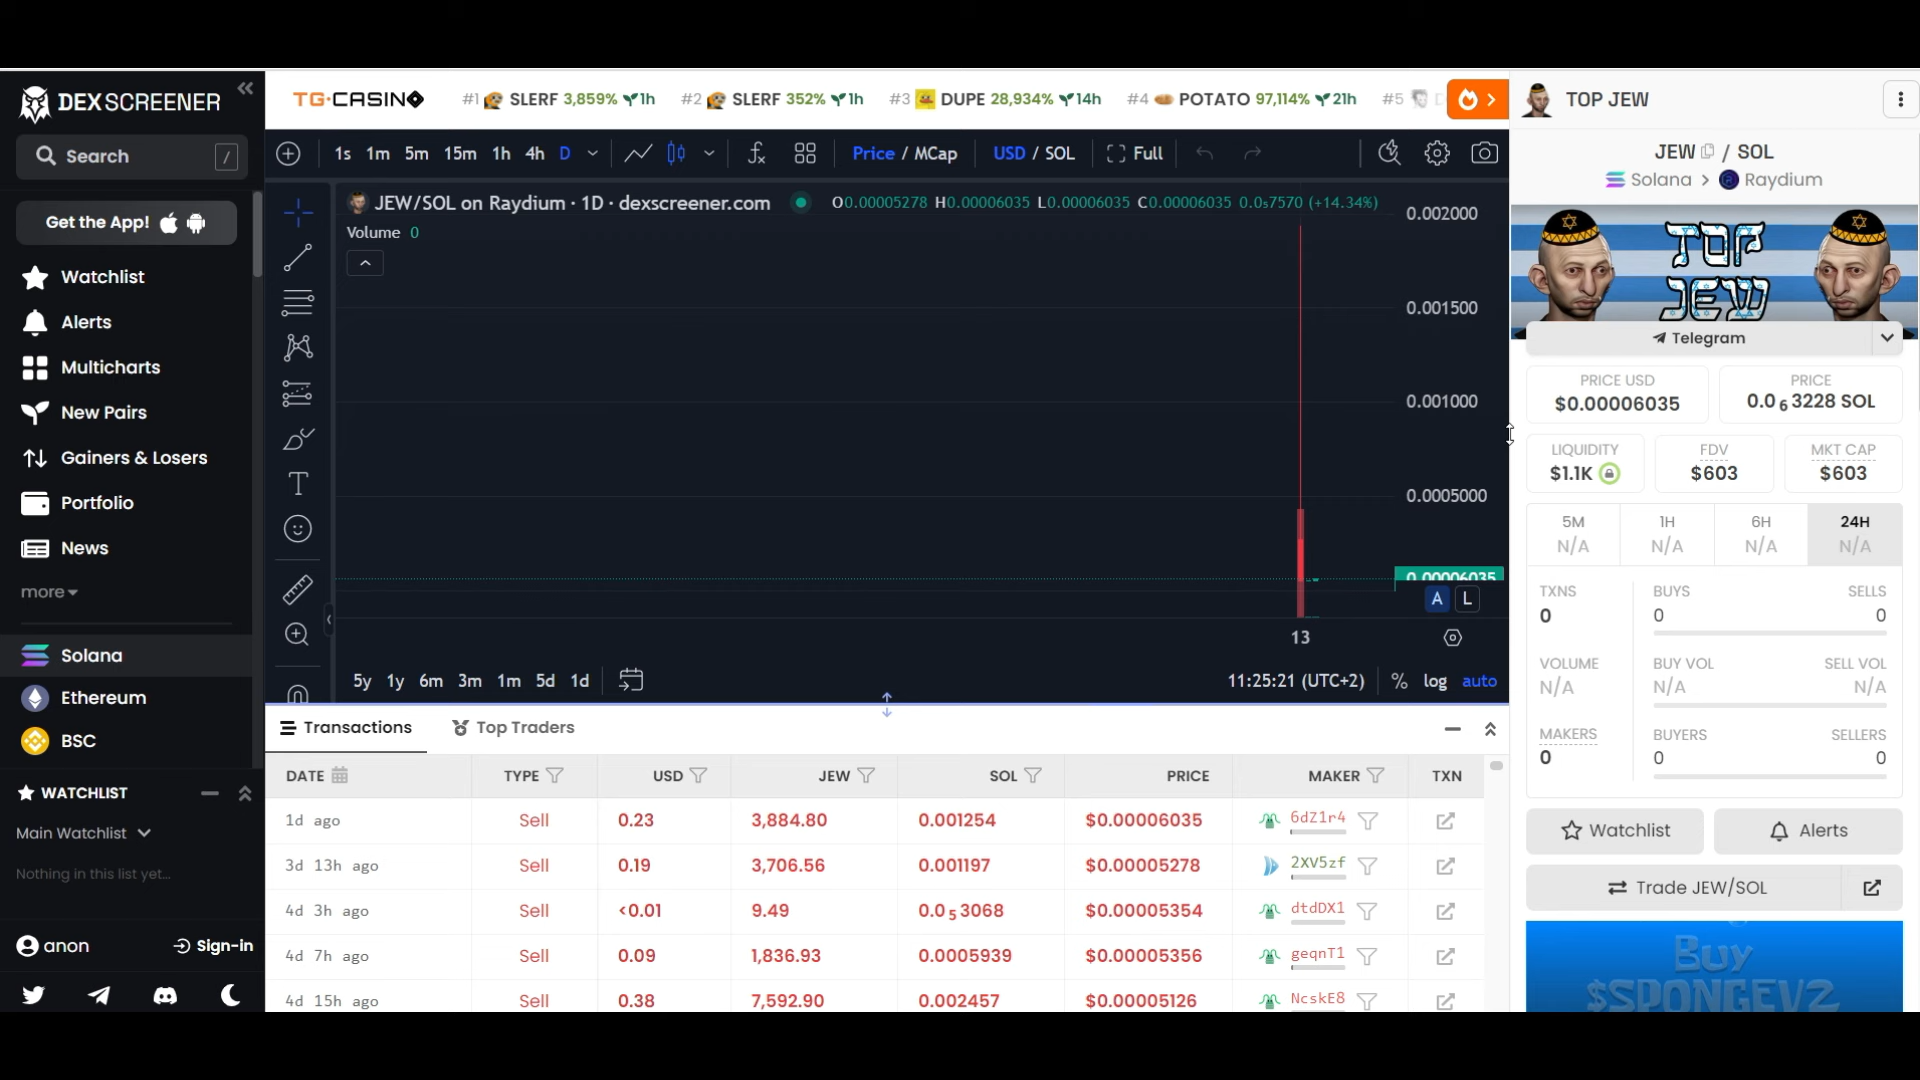 DEX SCREENER
Search /
Get the App!
Watchlist
Alerts
Multicharts
New Pairs
Gainers & Losers
Portfolio
News
more
Solana
Ethereum
BSC
WATCHLIST
Main Watchlist
Nothing in this list yet...
anon Sign-in
TG.CASINO #1 SLERF 3,859% 1h #2 SLERF 352% 1h #3 DUPE 28,934% 14h #4 POTATO 97,114% 21h #5
1s 1m 5m 15m 1h 4h D Price / MCap USD / SOL Full
JEW/SOL on Raydium · 1D · dexscreener.com O0.00005278 H0.00006035 L0.00006035 C0.00006035 0.0₅7570 (+14.34%)
Volume 0
0.002000
0.001500
0.001000
0.0005000
0.00006035
A L
13
5y 1y 6m 3m 1m 5d 1d 11:25:21 (UTC+2) % log auto
Transactions Top Traders
DATE TYPE USD JEW SOL PRICE MAKER TXN
1d ago Sell 0.23 3,884.80 0.001254 $0.00006035 6dZ1r4
3d 13h ago Sell 0.19 3,706.56 0.001197 $0.00005278 2XV5zf
4d 3h ago Sell <0.01 9.49 0.0₅3068 $0.00005354 dtdDX1
4d 7h ago Sell 0.09 1,836.93 0.0005939 $0.00005356 geqnT1
4d 15h ago Sell 0.38 7,592.90 0.002457 $0.00005126 NcskE8
TOP JEW
JEW / SOL
Solana > Raydium
TOP
JEW
Telegram
PRICE USD PRICE
$0.00006035 0.0₆3228 SOL
LIQUIDITY FDV MKT CAP
$1.1K $603 $603
5M 1H 6H 24H
N/A N/A N/A N/A
TXNS BUYS SELLS
0 0 0
VOLUME BUY VOL SELL VOL
N/A N/A N/A
MAKERS BUYERS SELLERS
0 0 0
Watchlist Alerts
Trade JEW/SOL
Buy
$SPONGEV2